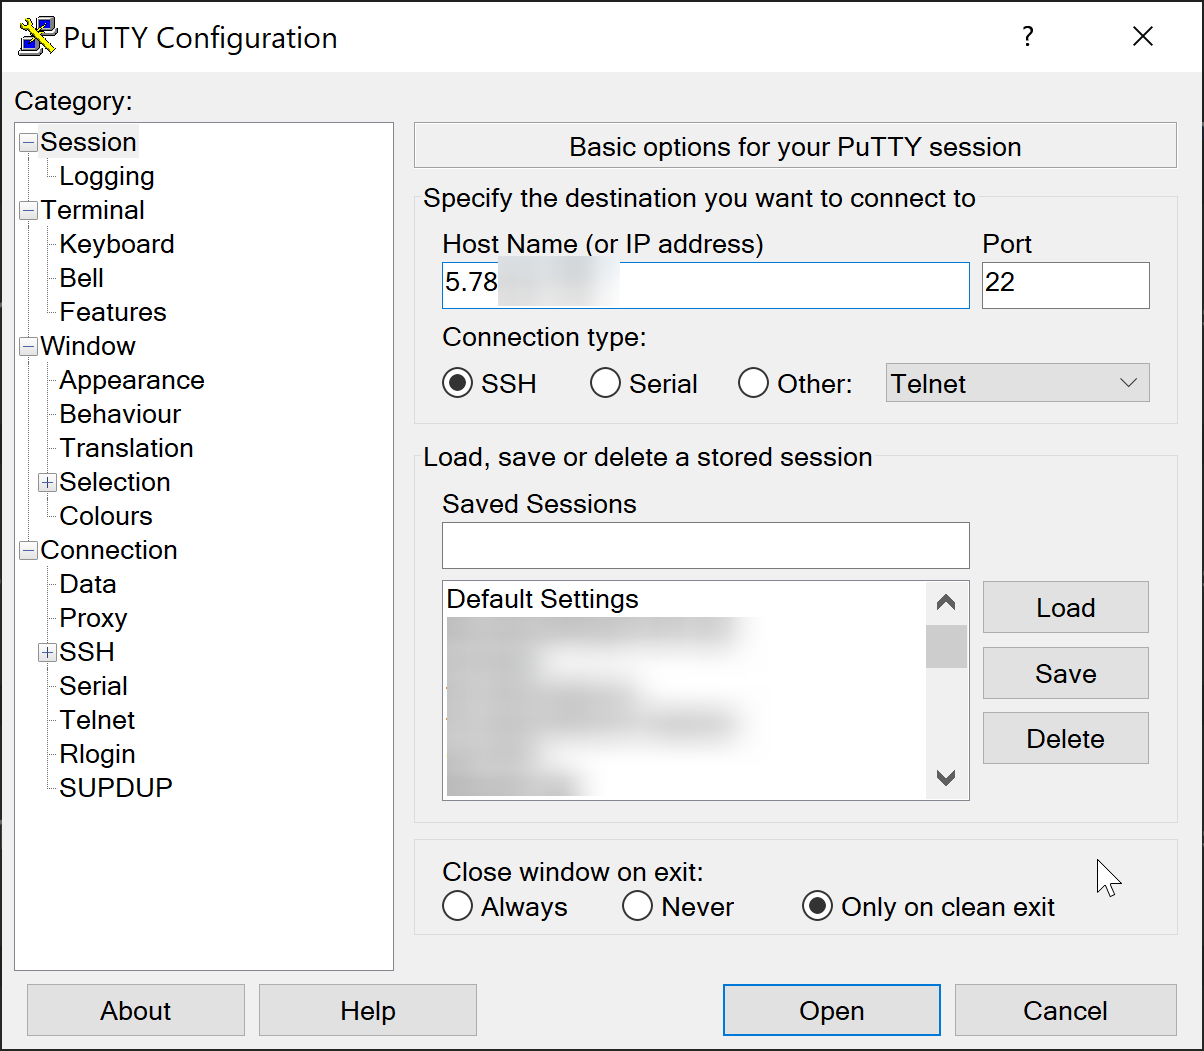 PuTTY Configuration
?
Category:
Session
Logging
Terminal
Keyboard
Bell
Features
Window
Appearance
Behaviour
Translation
Selection
Colours
Connection
Data
Proxy
SSH
Serial
Telnet
Rlogin
SUPDUP
Basic options for your PuTTY session
Specify the destination you want to connect to
Host Name (or IP address) Port
5.78 22
Connection type:
SSH Serial Other: Telnet
Load, save or delete a stored session
Saved Sessions
Default Settings
Load
Save
Delete
Close window on exit:
Always Never Only on clean exit
About Help Open Cancel